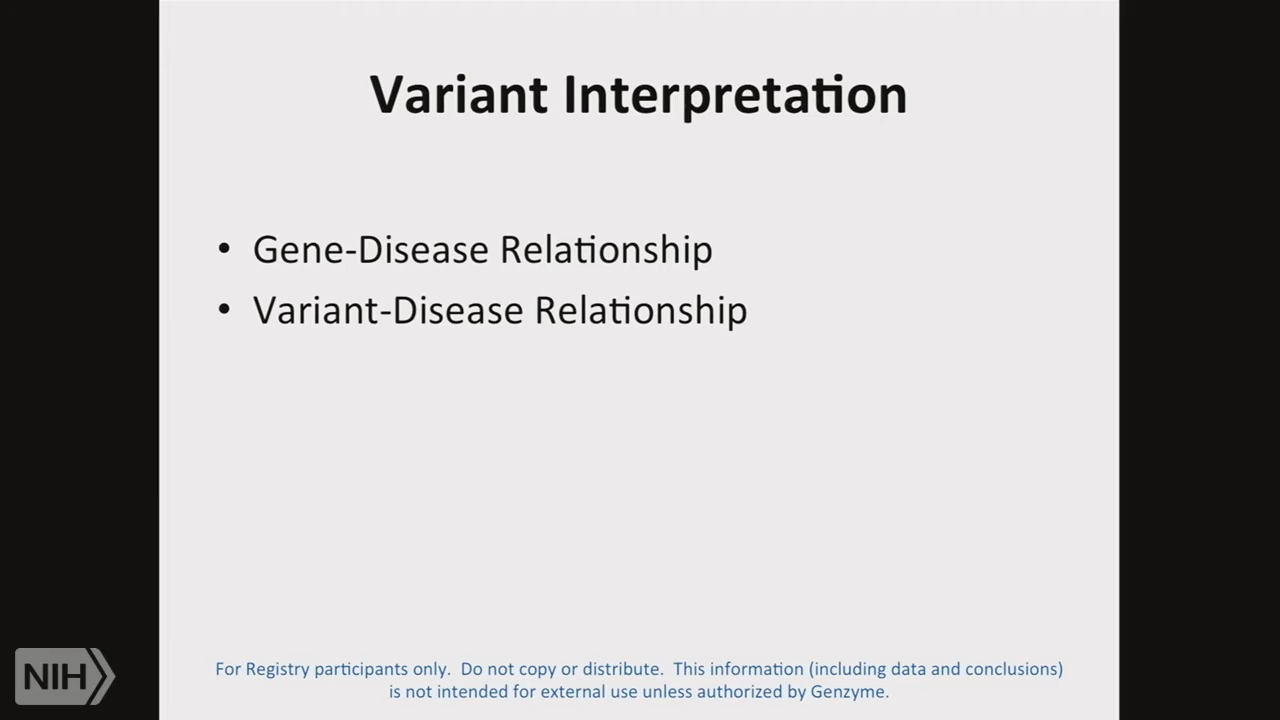 Variant Interpretation
• Gene-Disease Relationship
• Variant-Disease Relationship
For Registry participants only.  Do not copy or distribute.  This information (including data and conclusions)
is not intended for external use unless authorized by Genzyme.
NIH